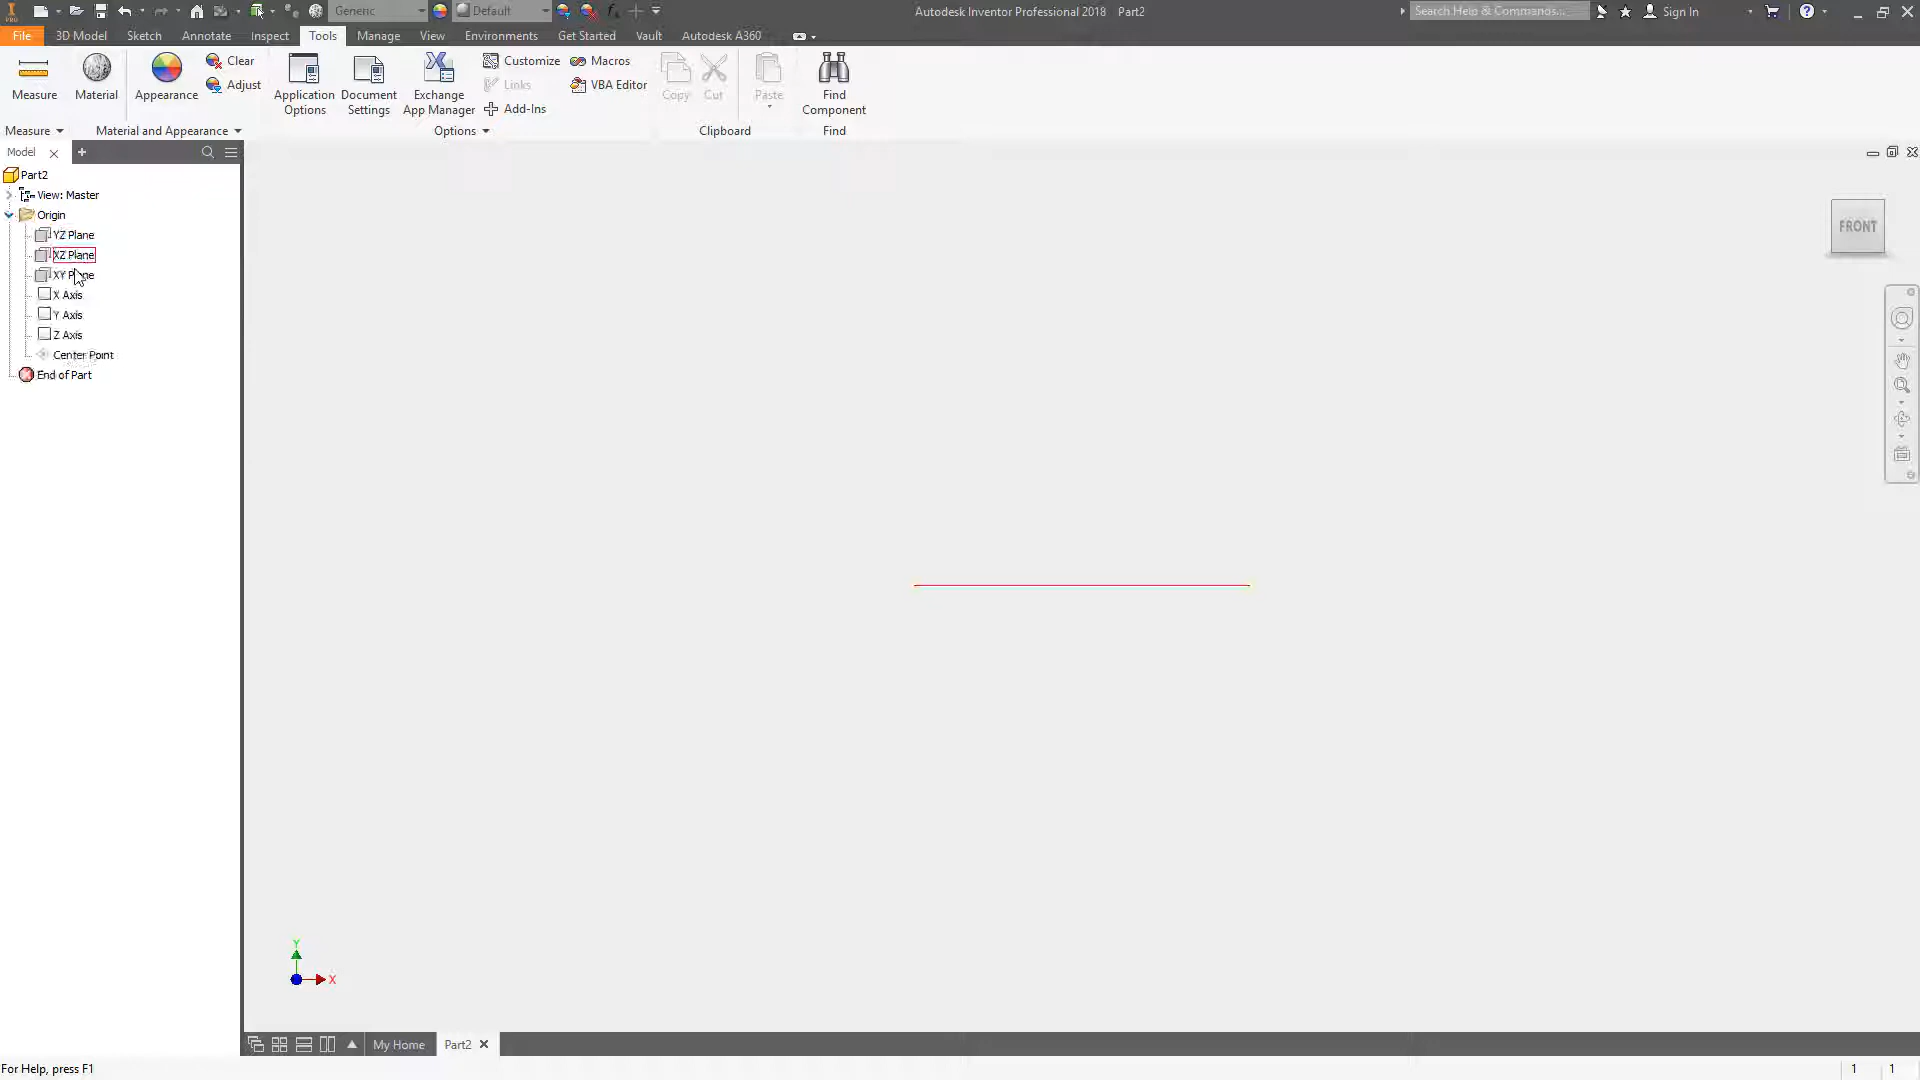 Generic
Default
Autodesk Inventor Professional 2018 Part2
Search Help & Commands...
Sign In
PRO
File 3D Model Sketch Annotate Inspect Tools Manage View Environments Get Started Vault Autodesk A360
Measure
Material
Appearance
Clear
Adjust
Application Options
Document Settings
Exchange App Manager
Customize
Links
Add-Ins
Macros
VBA Editor
Copy
Cut
Paste
Find Component
Measure
Material and Appearance
Options
Clipboard
Find
Model
Part2
View: Master
Origin
YZ Plane
XZ Plane
XY Plane
X Axis
Y Axis
Z Axis
Center Point
End of Part
FRONT
Y
X
My Home
Part2
For Help, press F1
1 1